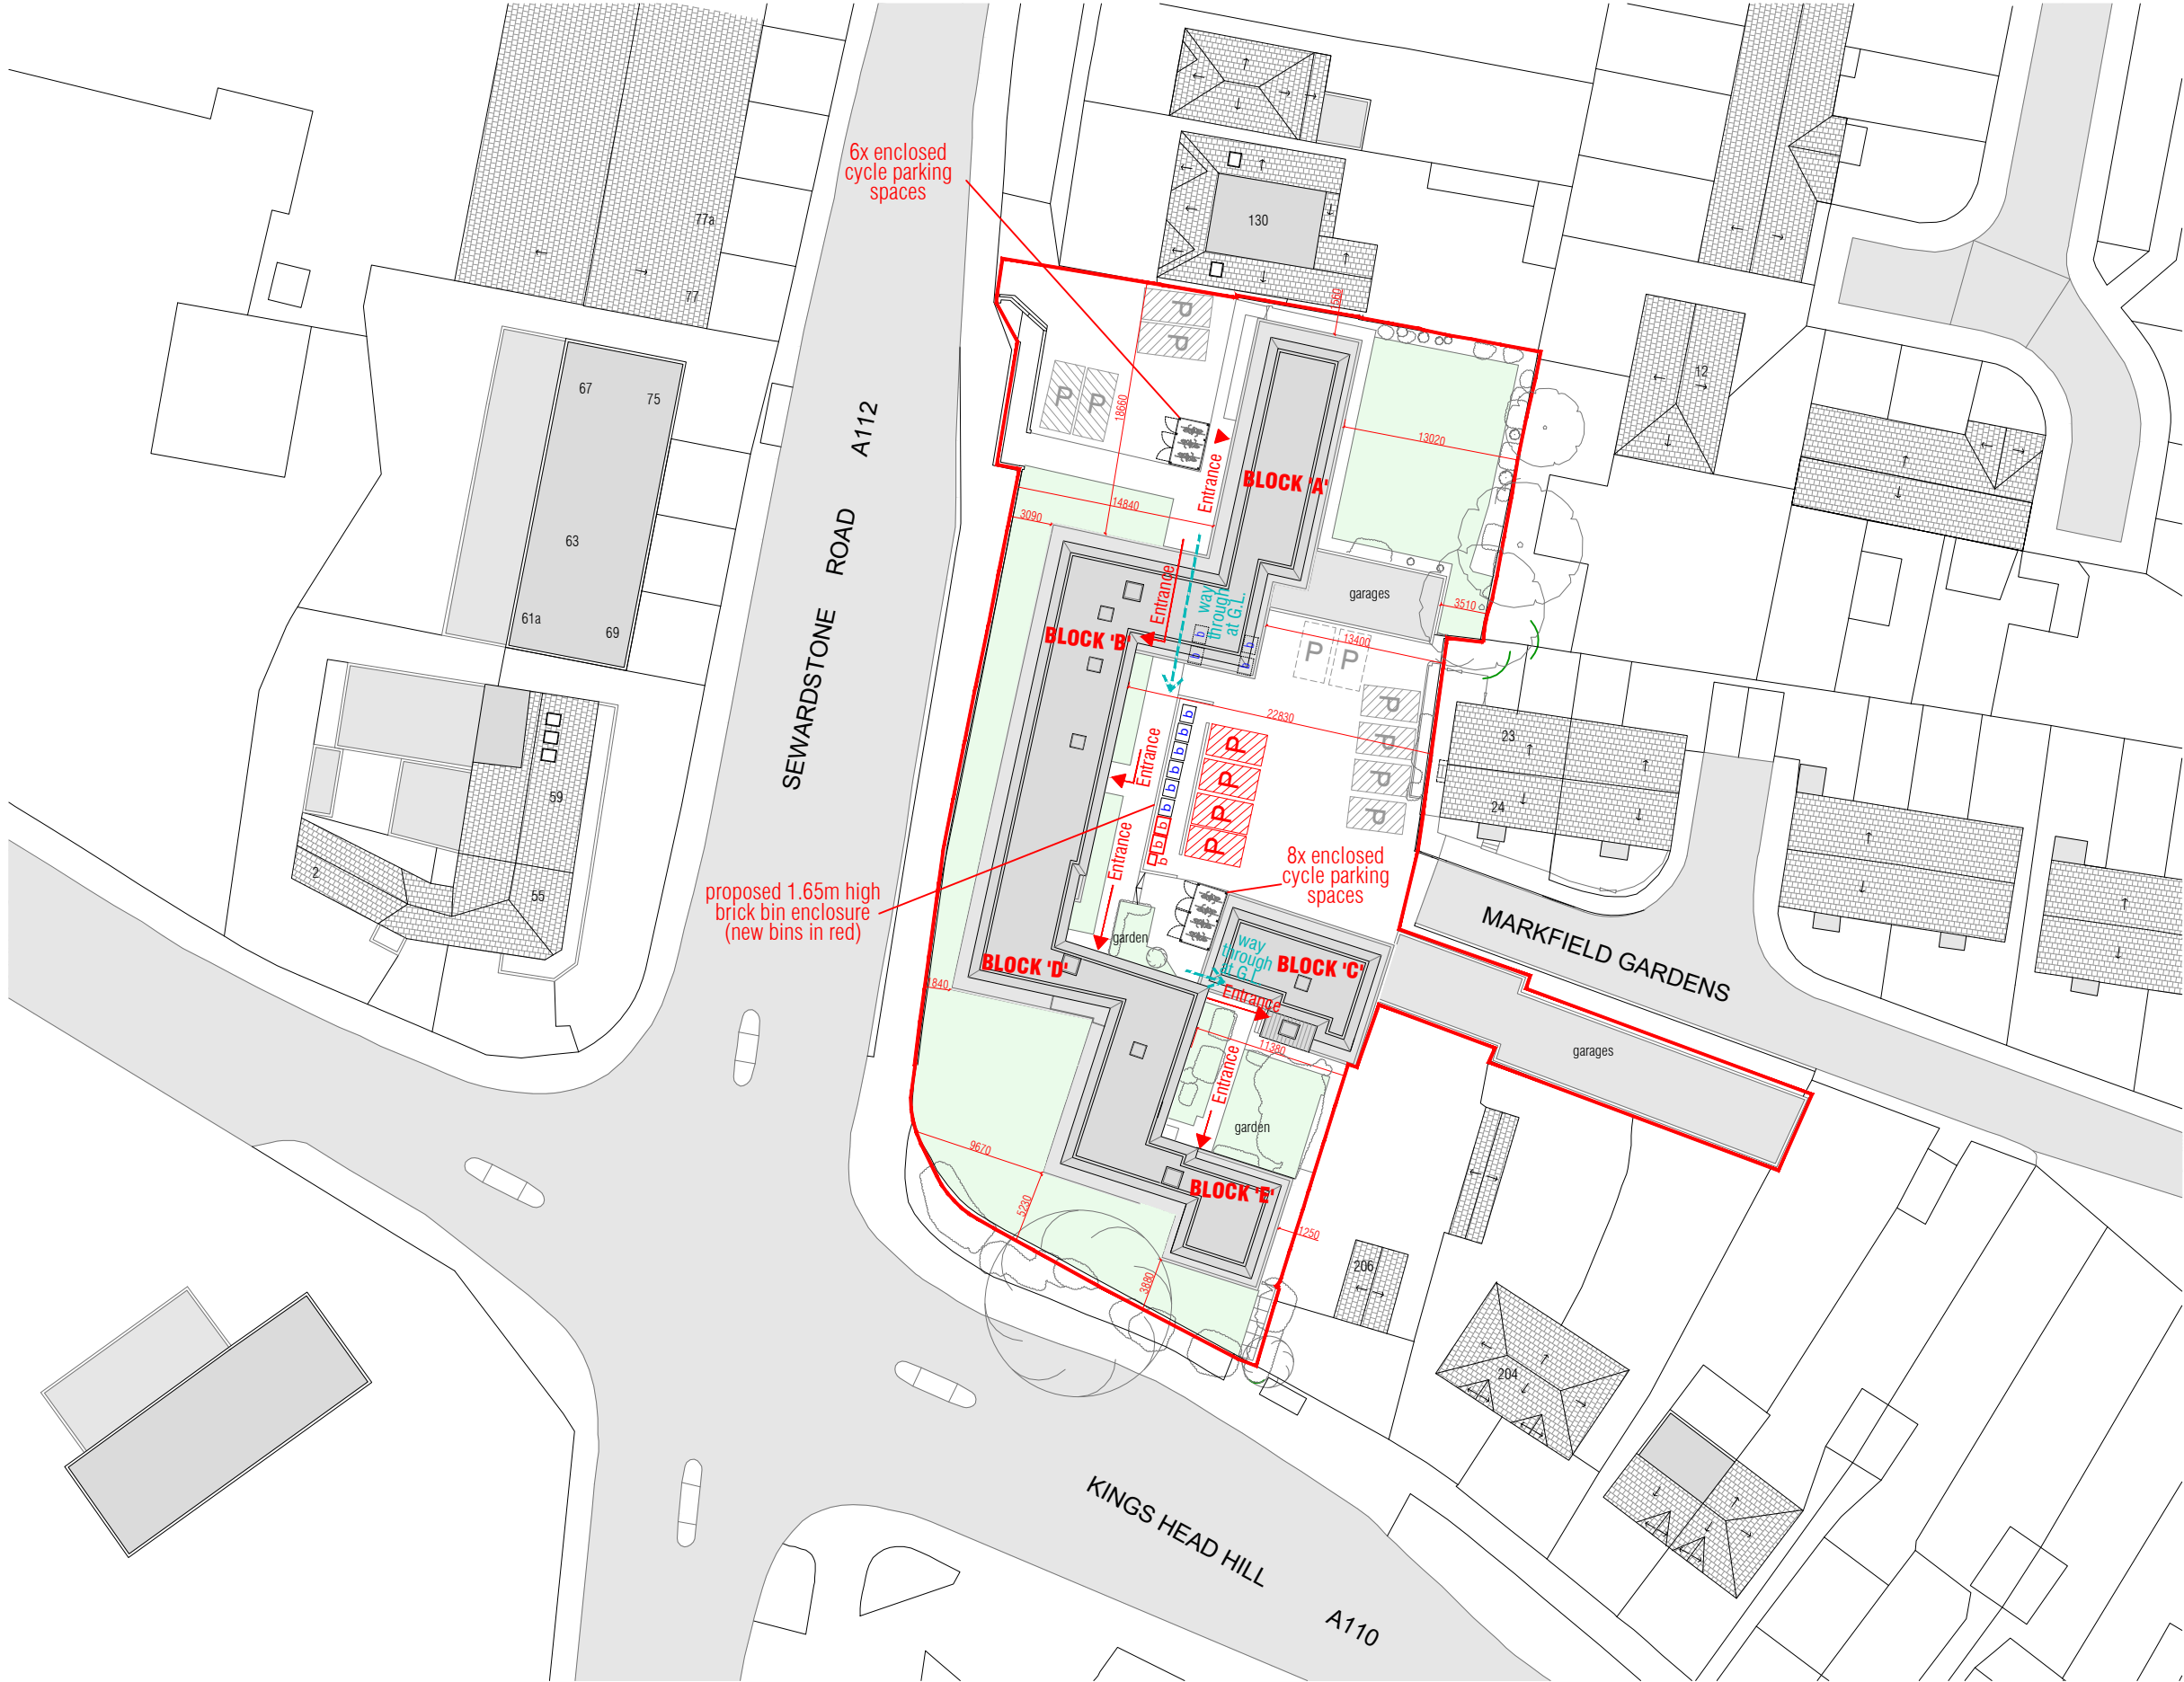 6x enclosed
cycle parking
spaces
77a
77
130
P
P
P
P
18660
560
12
67
75
63
61a
69
SEWARDSTONE ROAD A112
13020
Entrance
BLOCK 'A'
14840
3090
Entrance
way
through
at G.L.
garages
3510
BLOCK 'B'
b
b
b
b
13400
P
P
22830
P
P
P
P
P
P
P
P
b
b
b
b
b
b
b
b
b
Entrance
Entrance
23
24
59
2
55
proposed 1.65m high
brick bin enclosure
(new bins in red)
8x enclosed
cycle parking
spaces
garden
way
through
at G.L.
BLOCK 'C'
BLOCK 'D'
1840
Entrance
MARKFIELD GARDENS
11380
Entrance
garages
garden
9670
5230
BLOCK 'E'
1250
3880
206
204
KINGS HEAD HILL
A110